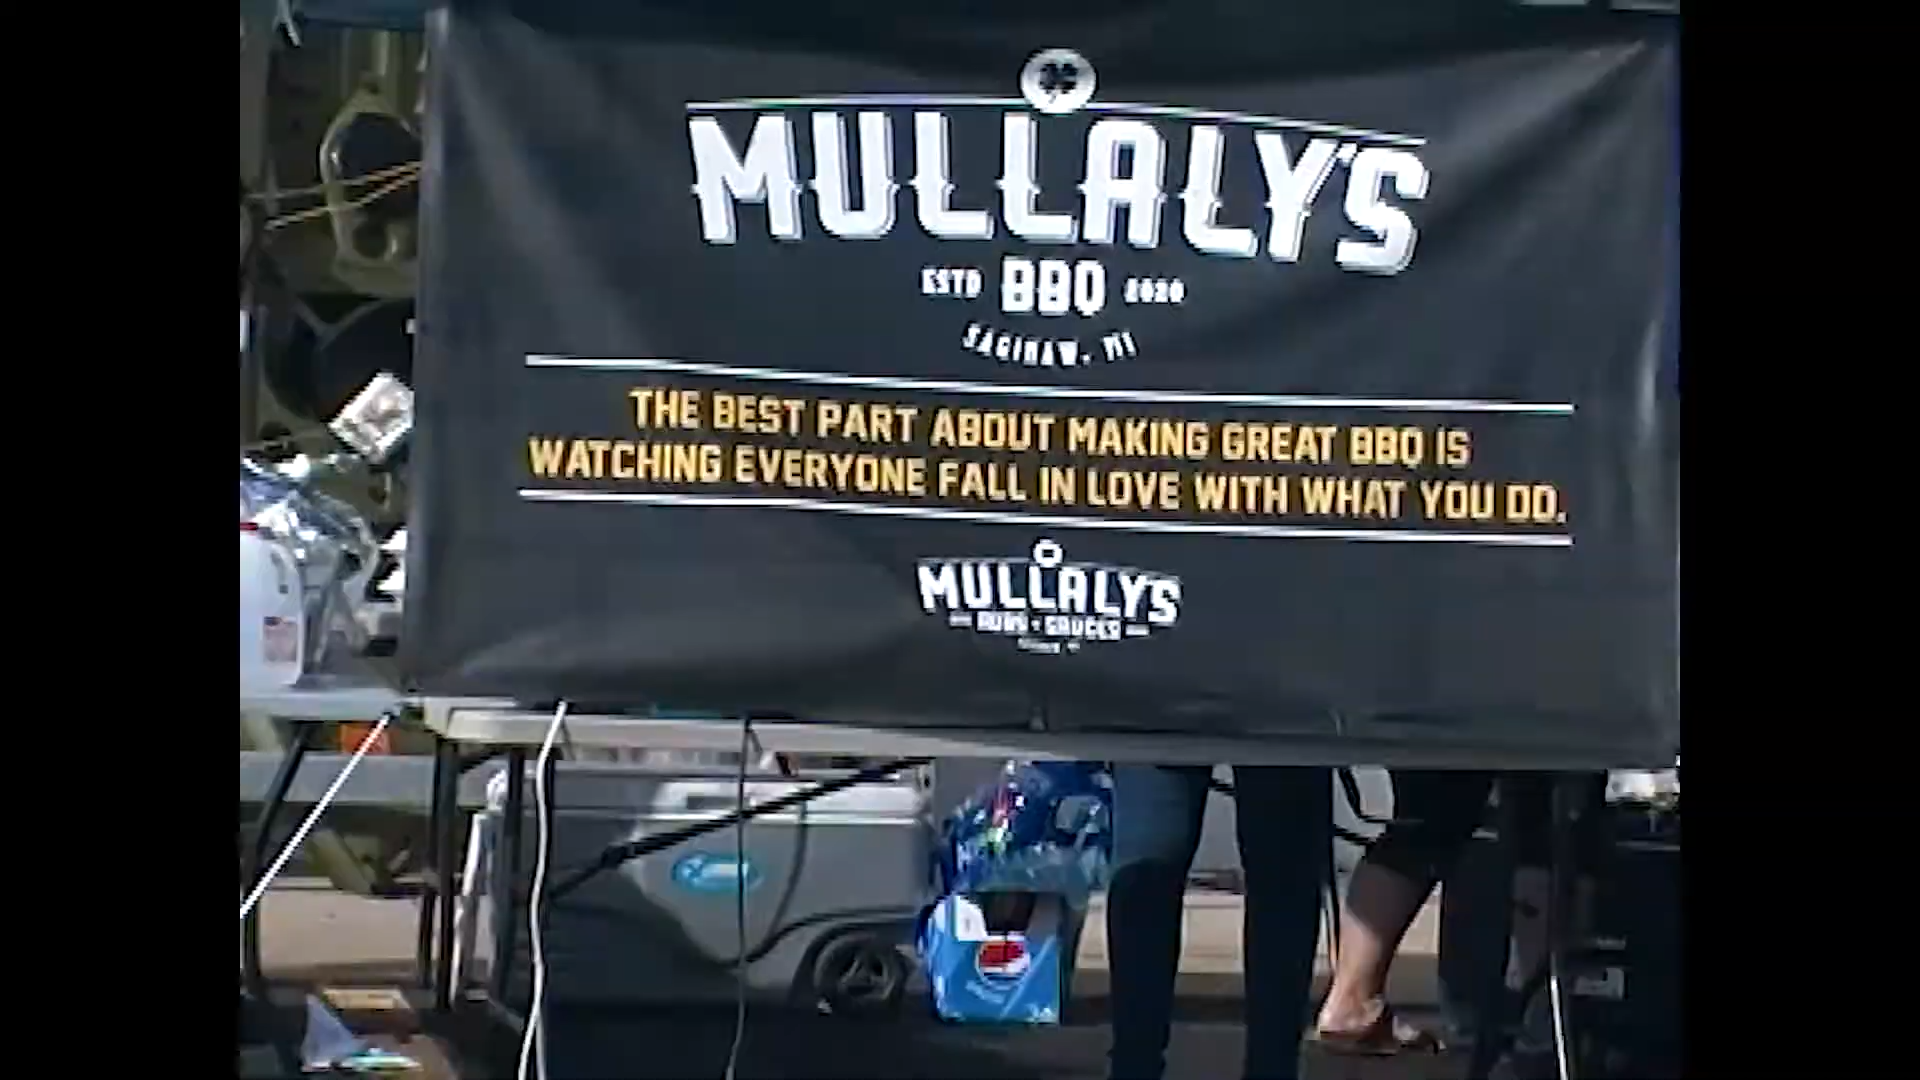 MULLALY'S
ESTD BBQ 2020
SAGINAW, MI
THE BEST PART ABOUT MAKING GREAT BBQ IS
WATCHING EVERYONE FALL IN LOVE WITH WHAT YOU DO.
MULLALY'S
RUBS + SAUCES